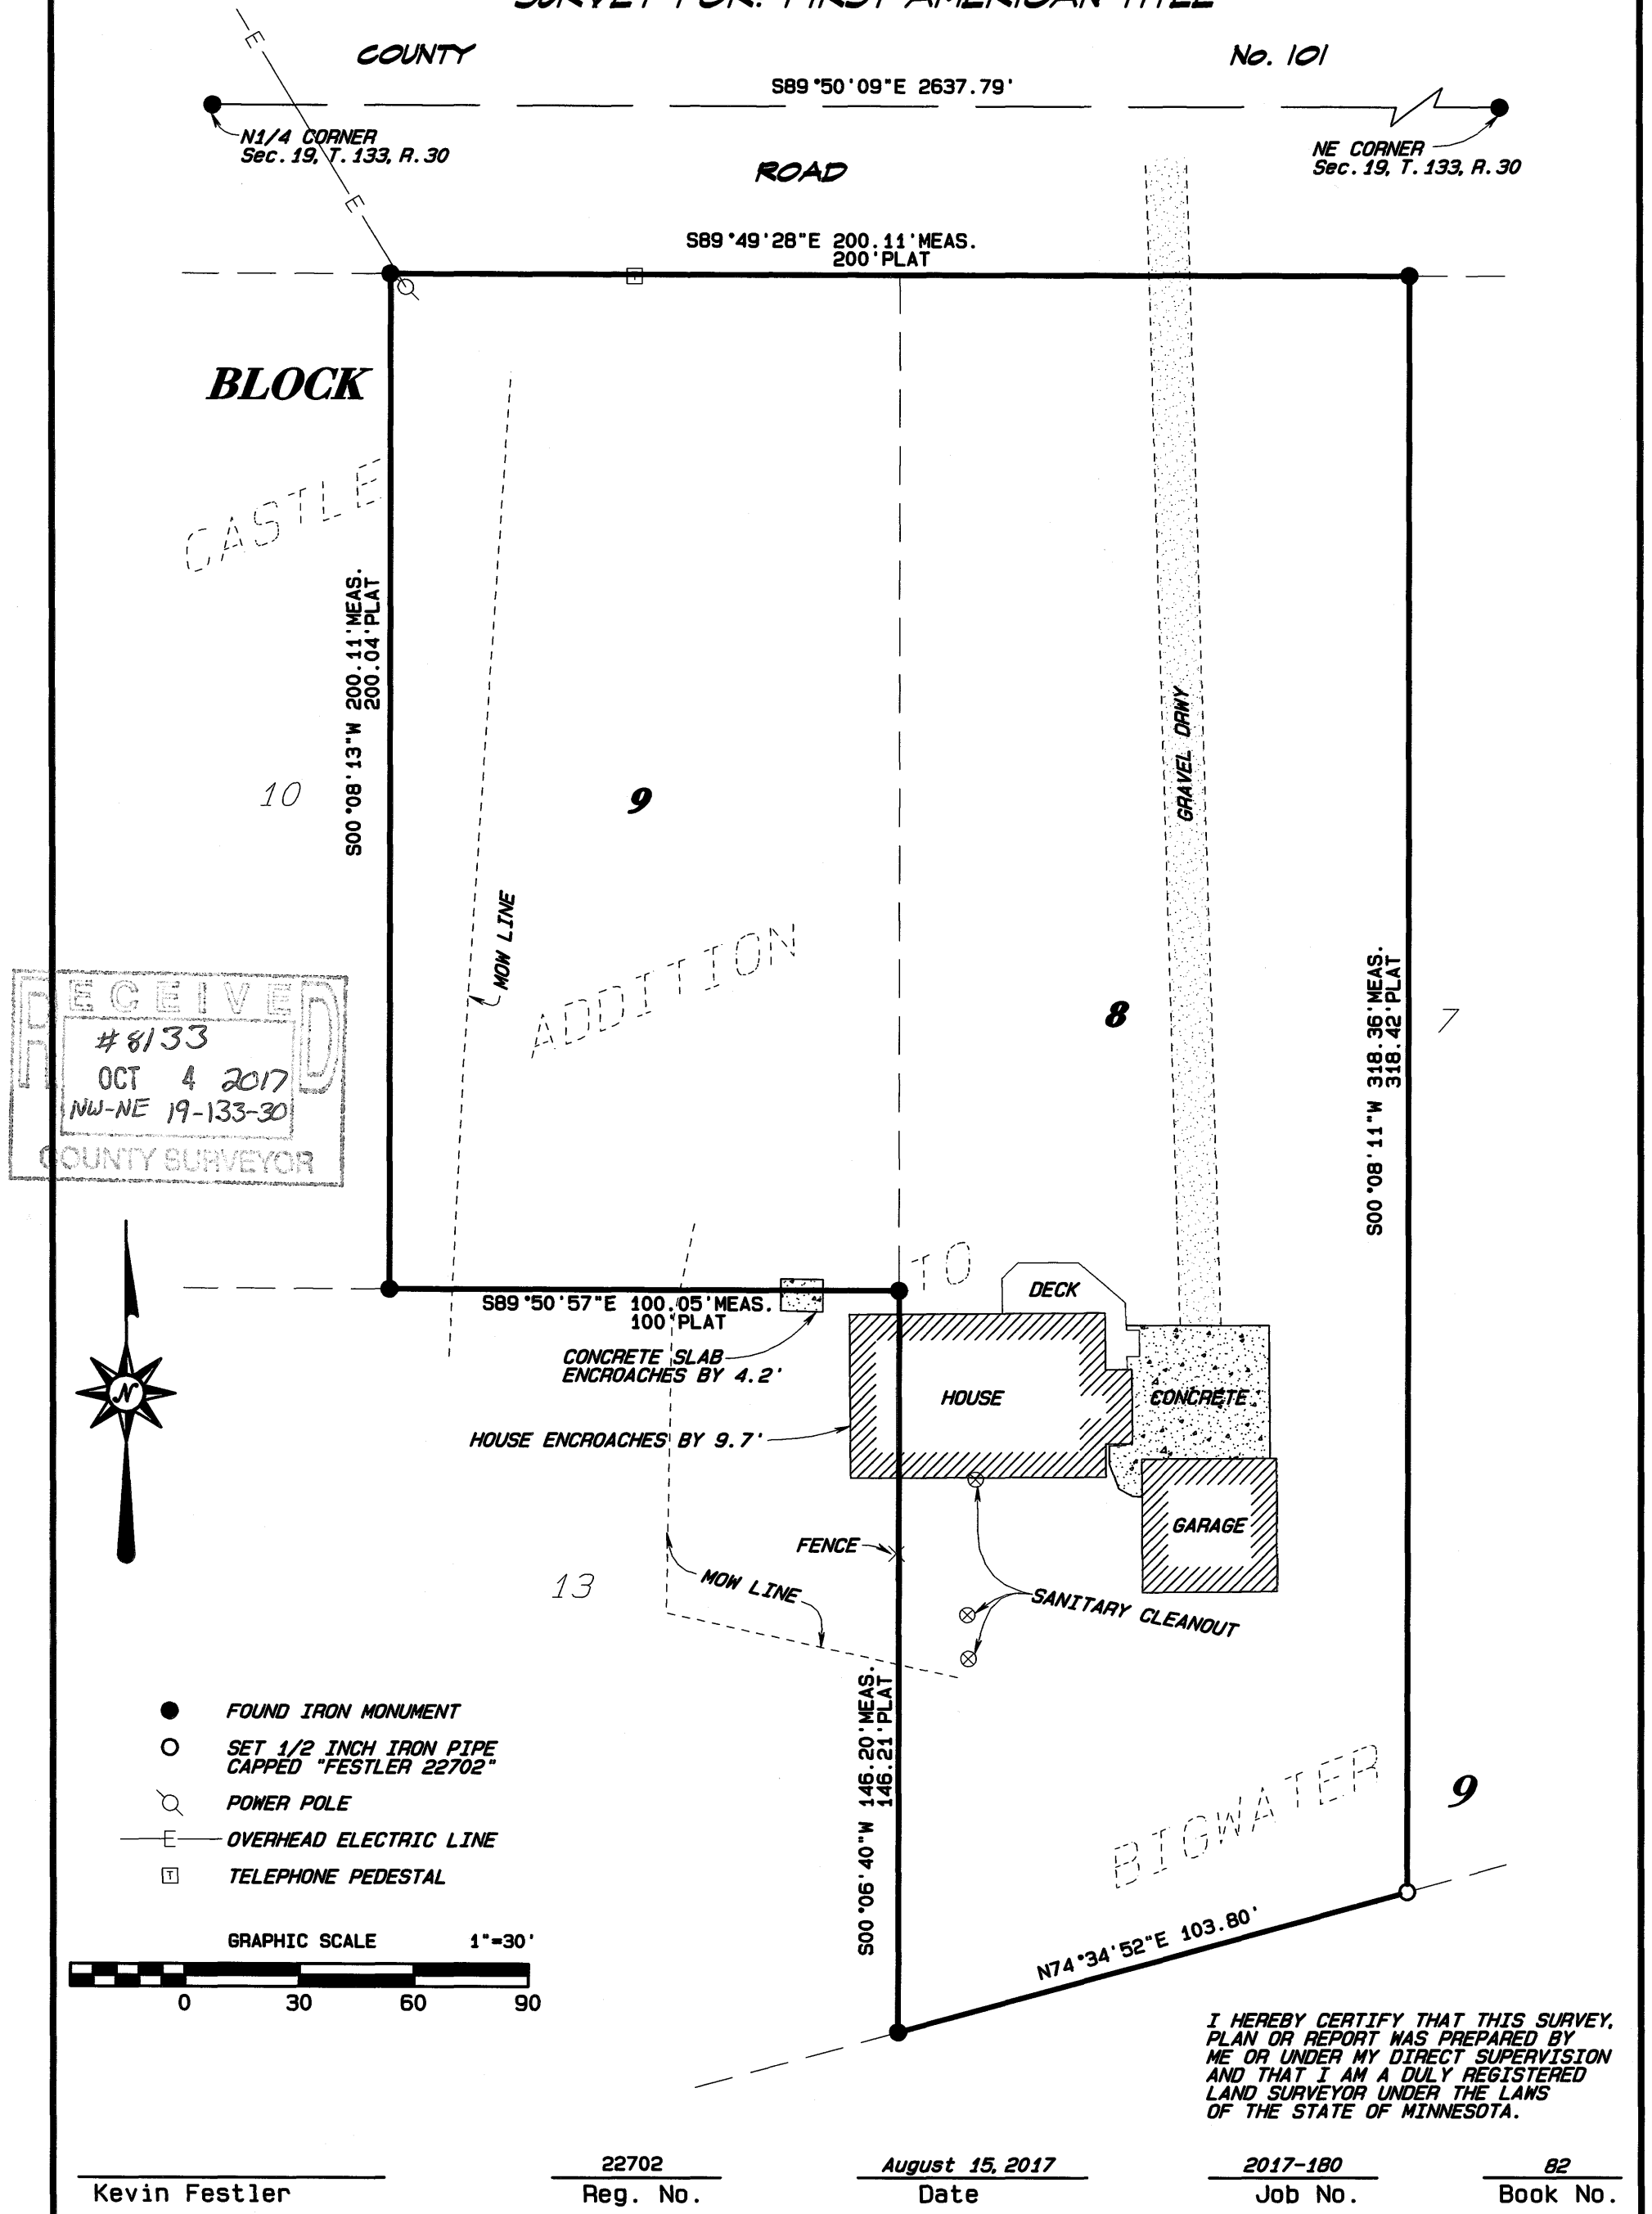 SURVEY FOR: FIRST AMERICAN TITLE
COUNTY
No. 101
S89°50'09"E 2637.79'
N1/4 CORNER
Sec. 19, T. 133, R. 30
NE CORNER
Sec. 19, T. 133, R. 30
ROAD
E
E
S89°49'28"E 200.11'MEAS.
200'PLAT
T
BLOCK
CASTLE
S00°08'13"W 200.11'MEAS.
200.04'PLAT
10
9
GRAVEL DRWY
MOW LINE
ADDITION
8
S00°08'11"W 318.36'MEAS.
318.42'PLAT
7
RECEIVED
#8133
OCT 4 2017
NW-NE 19-133-30
COUNTY SURVEYOR
TO
DECK
S89°50'57"E 100.05'MEAS.
100'PLAT
CONCRETE SLAB
ENCROACHES BY 4.2'
HOUSE
CONCRETE
HOUSE ENCROACHES BY 9.7'
N
GARAGE
FENCE
13
MOW LINE
SANITARY CLEANOUT
S00°06'40"W 146.20'MEAS.
146.21'PLAT
BIGWATER
9
FOUND IRON MONUMENT
SET 1/2 INCH IRON PIPE
CAPPED "FESTLER 22702"
POWER POLE
E OVERHEAD ELECTRIC LINE
T TELEPHONE PEDESTAL
N74°34'52"E 103.80'
GRAPHIC SCALE 1"=30'
0 30 60 90
I HEREBY CERTIFY THAT THIS SURVEY,
PLAN OR REPORT WAS PREPARED BY
ME OR UNDER MY DIRECT SUPERVISION
AND THAT I AM A DULY REGISTERED
LAND SURVEYOR UNDER THE LAWS
OF THE STATE OF MINNESOTA.
22702 August 15, 2017 2017-180 82
Kevin Festler Reg. No. Date Job No. Book No.